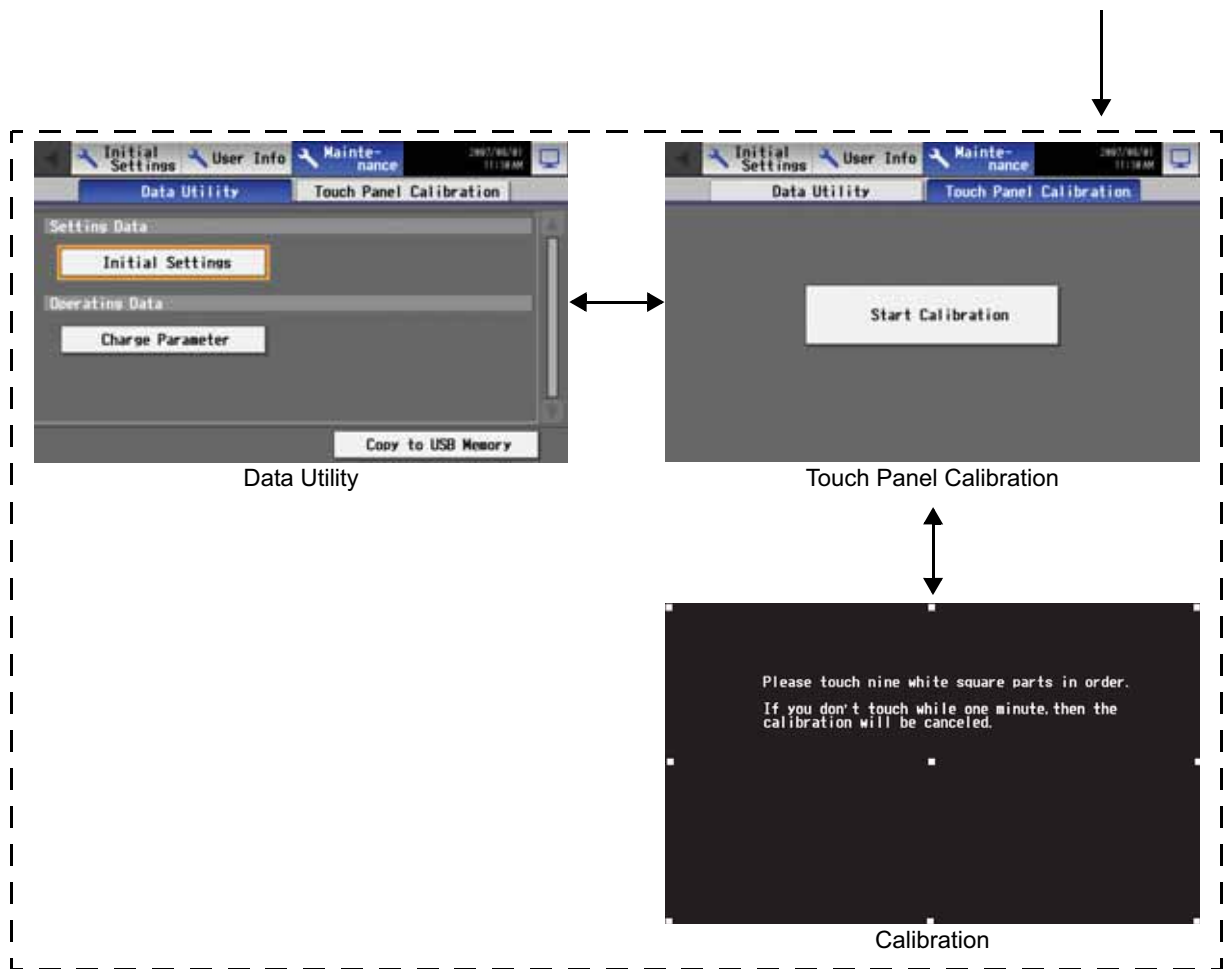 Initial Settings User Info Mainte-nance
Data Utility Touch Panel Calibration
Setting Data
Initial Settings
Operating Data
Charge Parameter
Copy to USB Memory
Data Utility
Initial Settings User Info Mainte-nance
Data Utility Touch Panel Calibration
Start Calibration
Touch Panel Calibration
Please touch nine white square parts in order.
If you don't touch while one minute,then the
calibration will be canceled.
Calibration